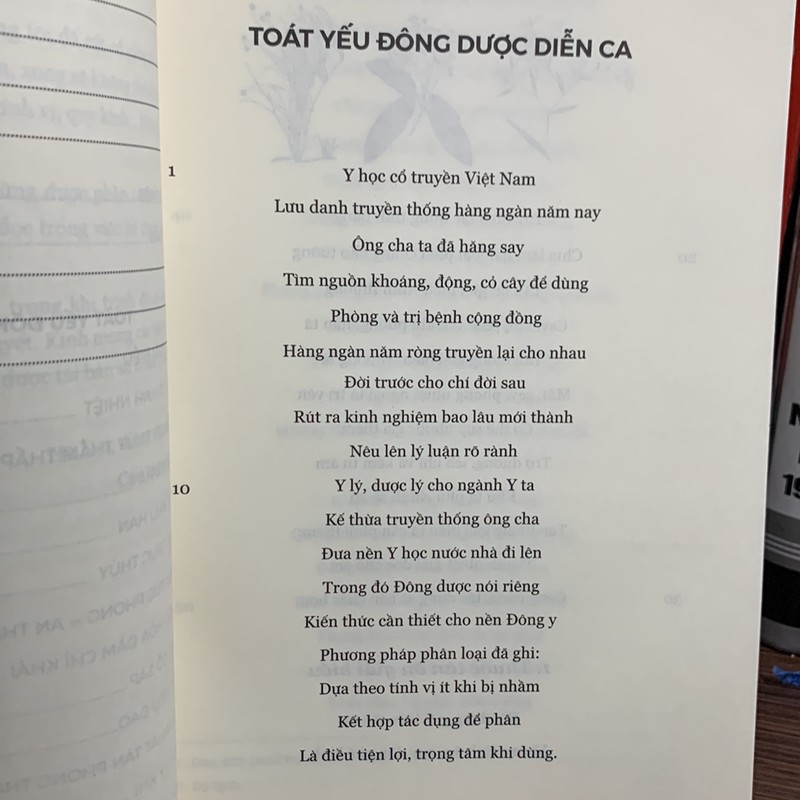 TOÁT YẾU ĐÔNG DƯỢC DIỄN CA
1 Y học cổ truyền Việt Nam
Lưu danh truyền thống hàng ngàn năm nay
Ông cha ta đã hăng say
Tìm nguồn khoáng, động, cỏ cây để dùng
Phòng và trị bệnh cộng đồng
Hàng ngàn năm ròng truyền lại cho nhau
Đời trước cho chí đời sau
Rút ra kinh nghiệm bao lâu mới thành
Nêu lên lý luận rõ rành
10 Y lý, dược lý cho ngành Y ta
Kế thừa truyền thống ông cha
Đưa nền Y học nước nhà đi lên
Trong đó Đông dược nói riêng
Kiến thức cần thiết cho nền Đông y
Phương pháp phân loại đã ghi:
Dựa theo tính vị ít khi bị nhầm
Kết hợp tác dụng để phân
Là điều tiện lợi, trọng tâm khi dùng.